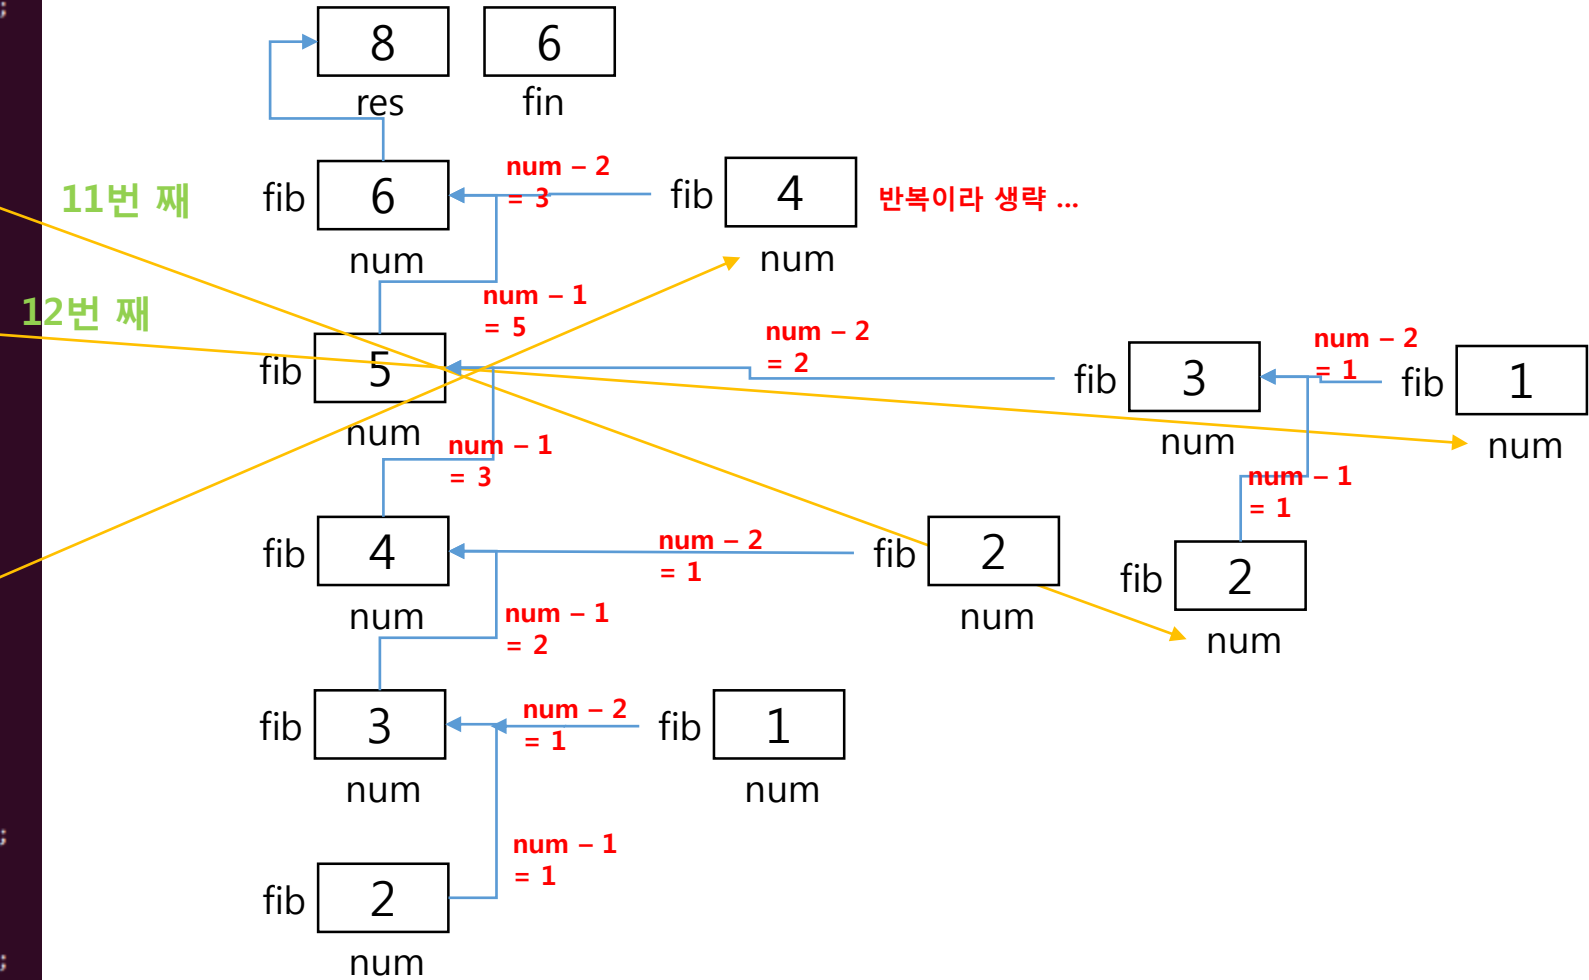 ;
8 6
res fin
num – 2
= 3
11번 째
fib 6
fib 4
반복이라 생략 ...
num
num
num – 1
= 5
12번 째
num – 2
= 2
num – 2
= 1
fib 5
fib 3
fib 1
num
num
num
num – 1
= 3
num – 1
= 1
fib 4
num – 2
= 1
fib 2
fib 2
num
num
num
num – 1
= 2
fib 3
num – 2
= 1
fib 1
num
num
;
num – 1
= 1
fib 2
num
;